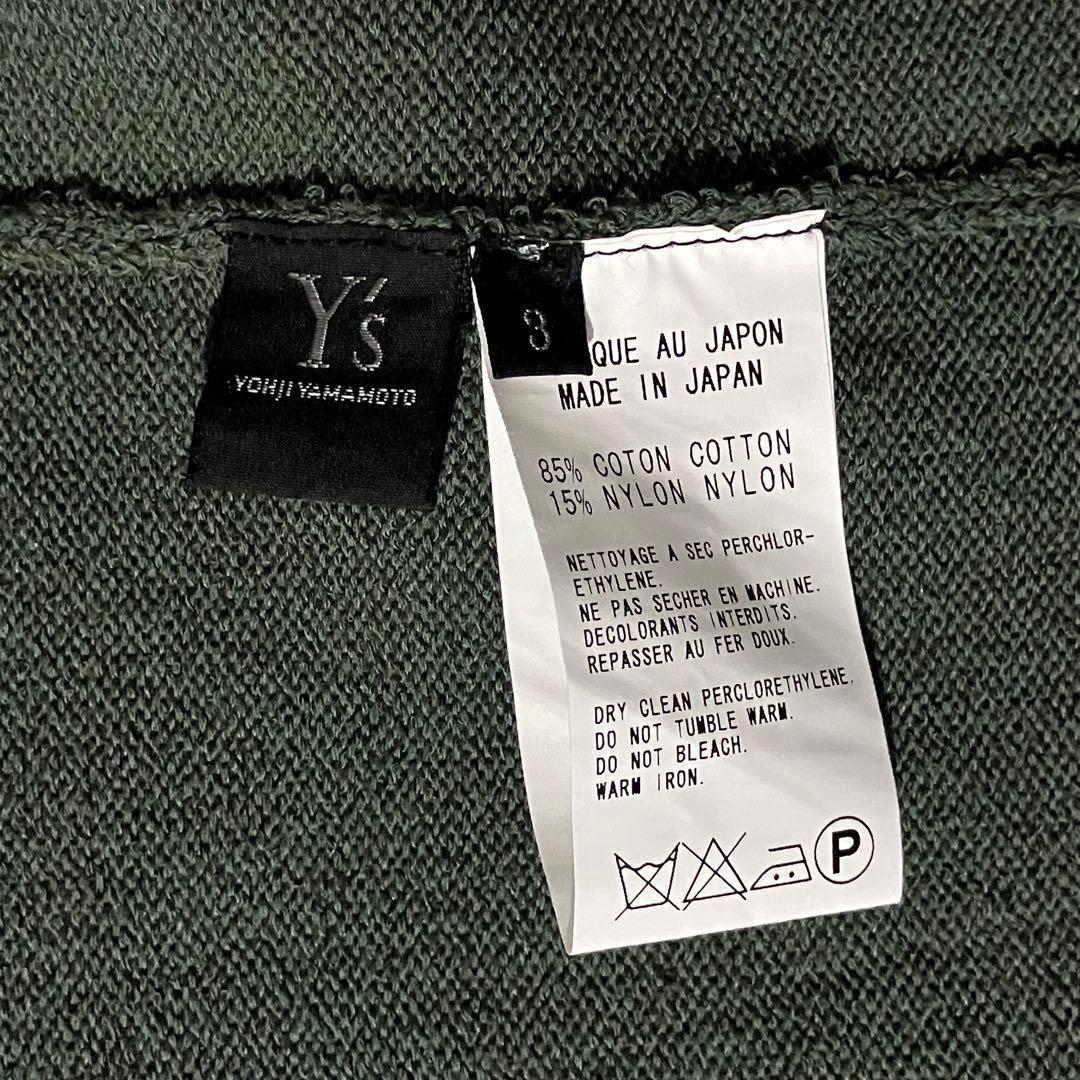 Y's
YOHJI YAMAMOTO
3
QUE AU JAPON
MADE IN JAPAN
85% COTON COTTON
15% NYLON NYLON
NETTOYAGE A SEC PERCHLOR-
ETHYLENE.
NE PAS SECHER EN MACHINE.
DECOLORANTS INTERDITS.
REPASSER AU FER DOUX.
DRY CLEAN PERCLORETHYLENE.
DO NOT TUMBLE WARM.
DO NOT BLEACH.
WARM IRON.
P